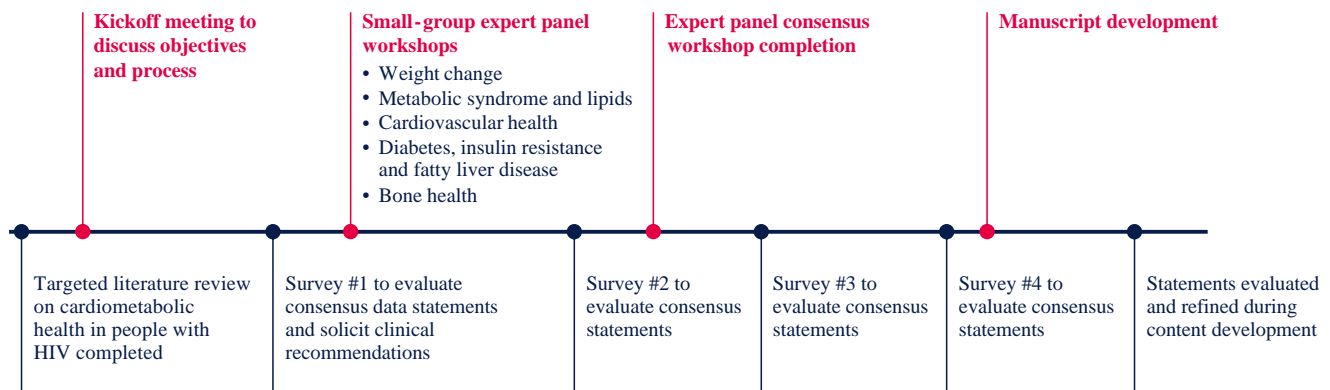 Kickoff meeting to
discuss objectives
and process
Small-group expert panel
workshops
• Weight change
• Metabolic syndrome and lipids
• Cardiovascular health
• Diabetes, insulin resistance
and fatty liver disease
• Bone health
Expert panel consensus
workshop completion
Manuscript development
Targeted literature review
on cardiometabolic
health in people with
HIV completed
Survey #1 to evaluate
consensus data statements
and solicit clinical
recommendations
Survey #2 to
evaluate consensus
statements
Survey #3 to
evaluate consensus
statements
Survey #4 to
evaluate consensus
statements
Statements evaluated
and refined during
content development